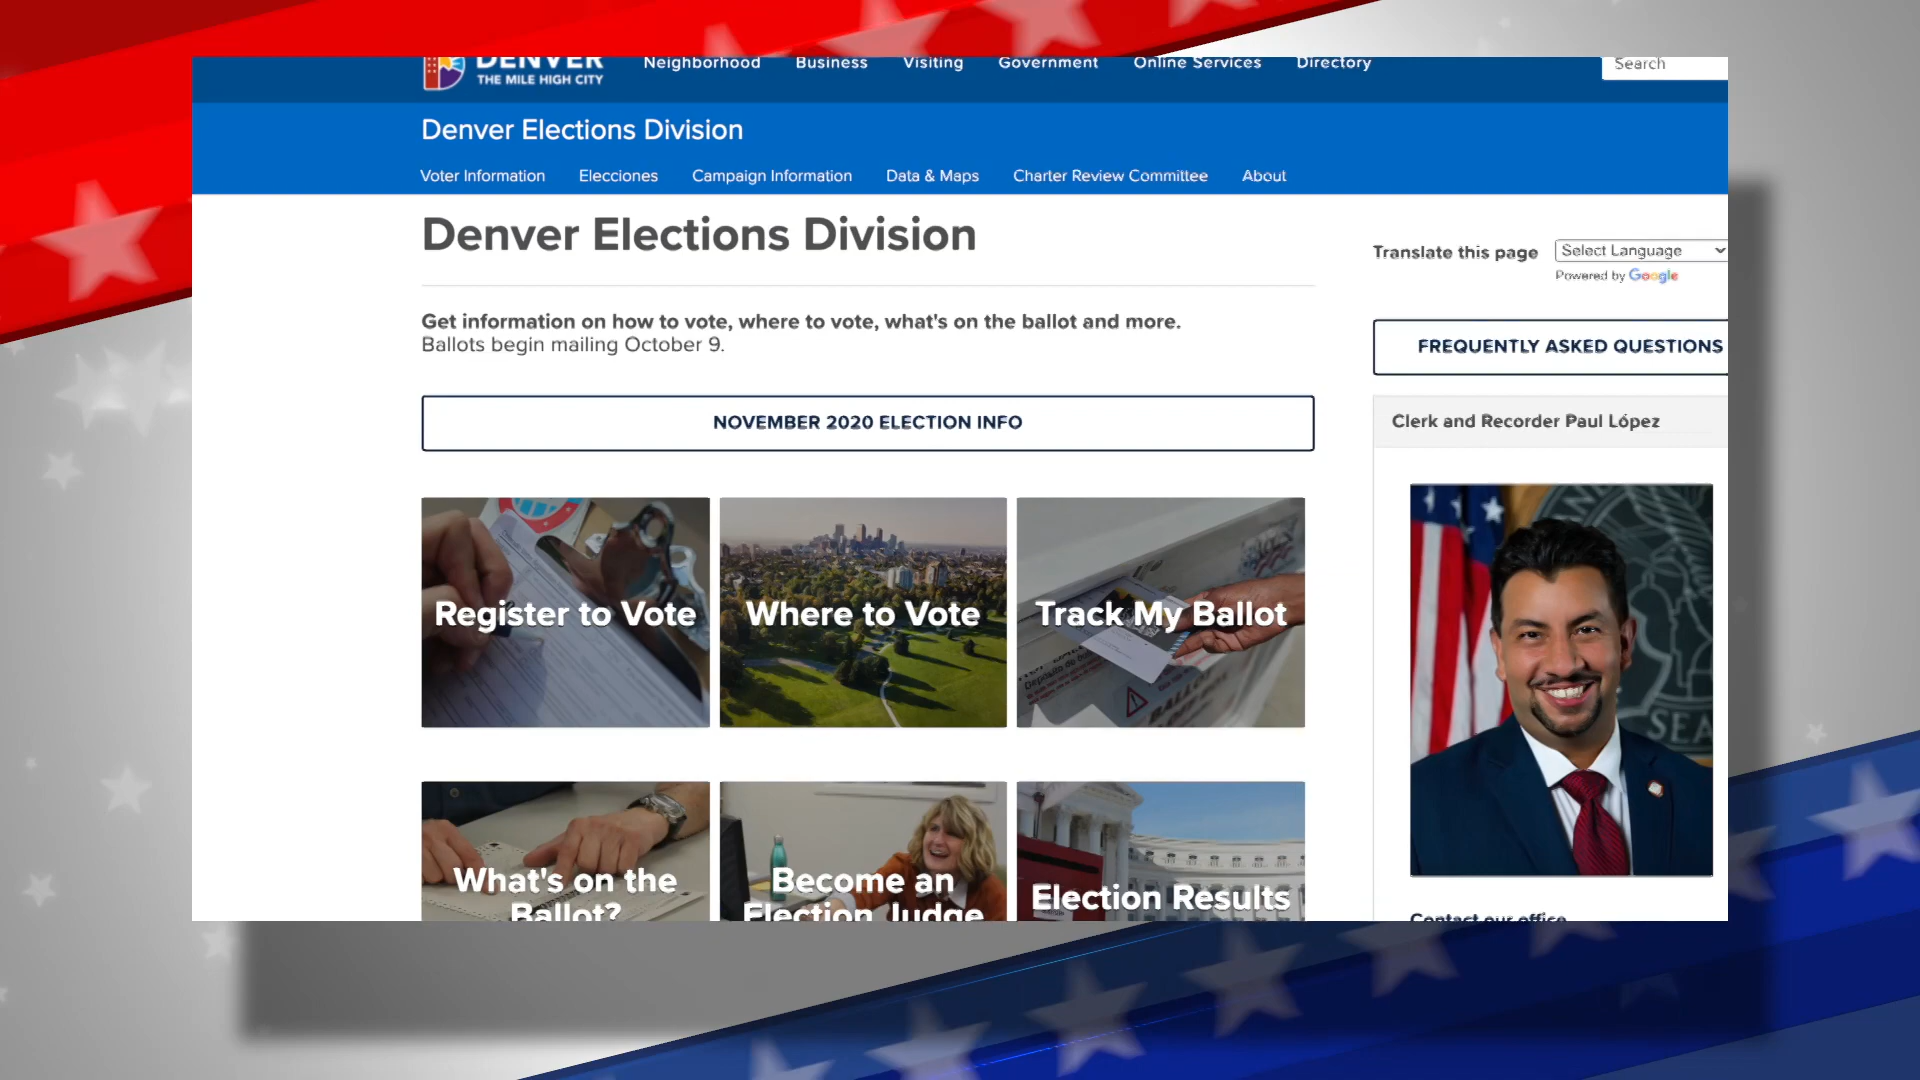 DENVER
THE MILE HIGH CITY
Neighborhood Business Visiting Government Online Services Directory
Search
Denver Elections Division
Voter Information Elecciones Campaign Information Data & Maps Charter Review Committee About
Denver Elections Division
Translate this page Select Language
Powered by Google
Get information on how to vote, where to vote, what's on the ballot and more.
Ballots begin mailing October 9.
FREQUENTLY ASKED QUESTIONS
NOVEMBER 2020 ELECTION INFO
Clerk and Recorder Paul López
Register to Vote
Where to Vote
Track My Ballot
SEA
What's on the
Ballot?
Become an
Election Judge
Election Results
Contact our office